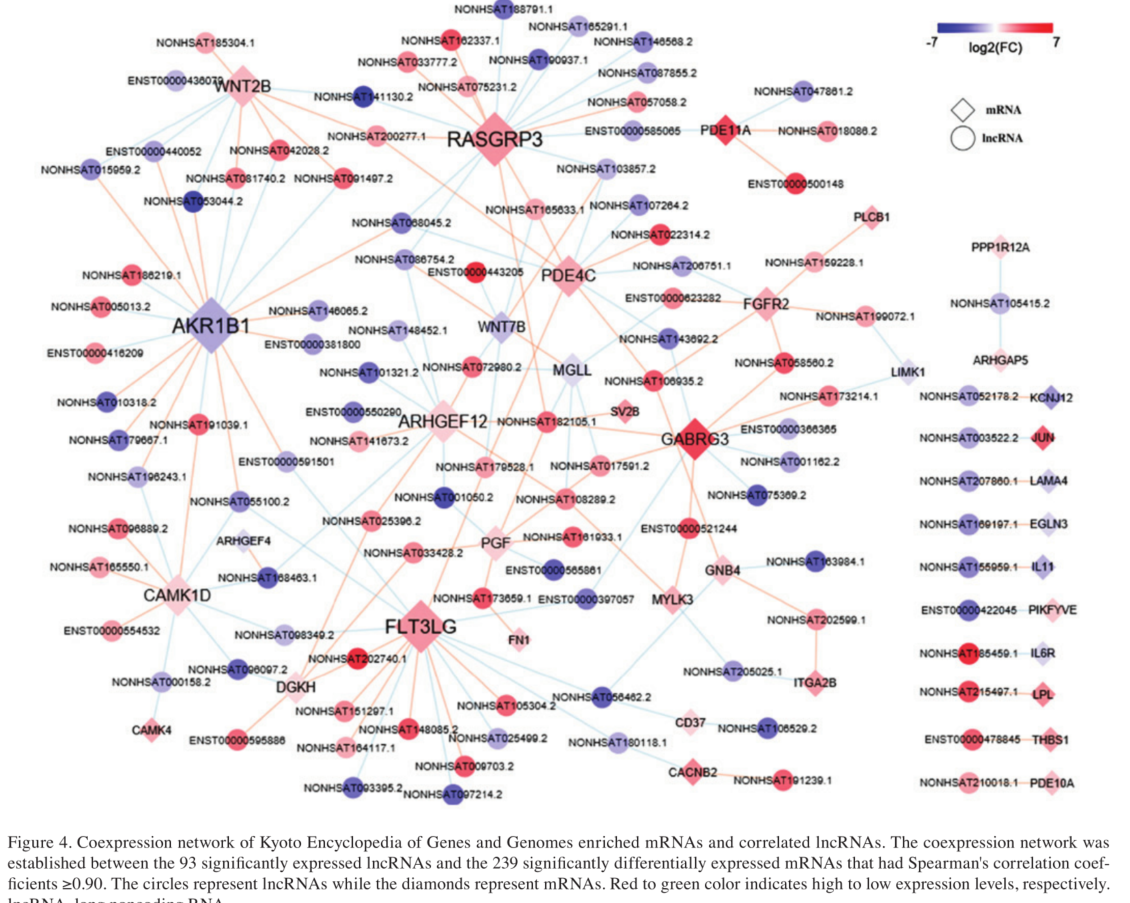 NONHSAT188791.1
NONHSAT165291.1
NONHSAT185304.1
NONHSAT162337.1
NONHSAT146568.2
NONHSAT033777.2
NONHSAT190937.1
NONHSAT087855.2
ENST00000436079
WNT2B
NONHSAT075231.2
NONHSAT141130.2
NONHSAT057058.2
NONHSAT047861.2
NONHSAT200277.1
RASGRP3
ENST00000585065
PDE11A
NONHSAT018086.2
ENST00000440052
NONHSAT042028.2
NONHSAT015959.2
NONHSAT103857.2
NONHSAT081740.2
NONHSAT091497.2
ENST00000500148
NONHSAT053044.2
NONHSAT165633.1
NONHSAT107264.2
PLCB1
NONHSAT068045.2
NONHSAT022314.2
NONHSAT086754.2
ENST00000443205
PDE4C
NONHSAT206751.1
NONHSAT159228.1
NONHSAT186219.1
NONHSAT005013.2
NONHSAT146065.2
ENST00000623282
FGFR2
NONHSAT199072.1
AKR1B1
NONHSAT148452.1
WNT7B
ENST00000381800
NONHSAT143692.2
ENST00000416209
NONHSAT101321.2
NONHSAT072980.2
MGLL
NONHSAT106935.2
NONHSAT058560.2
LIMK1
NONHSAT010318.2
NONHSAT173214.1
ENST00000550290
ARHGEF12
NONHSAT182105.1
SV2B
NONHSAT191039.1
NONHSAT179667.1
NONHSAT141673.2
GABRG3
ENST00000366365
ENST00000591501
NONHSAT179528.1
NONHSAT017591.2
NONHSAT001162.2
NONHSAT196243.1
NONHSAT055100.2
NONHSAT001050.2
NONHSAT108289.2
NONHSAT075369.2
NONHSAT096889.2
NONHSAT025396.2
ENST00000521244
ARHGEF4
NONHSAT033428.2
PGF
NONHSAT161933.1
NONHSAT165550.1
NONHSAT168463.1
ENST00000565861
GNB4
NONHSAT163984.1
CAMK1D
NONHSAT173659.1
ENST00000397057
MYLK3
ENST00000554532
NONHSAT098349.2
FLT3LG
FN1
NONHSAT202599.1
NONHSAT202740.1
NONHSAT096097.2
NONHSAT000158.2
DGKH
NONHSAT205025.1
ITGA2B
NONHSAT151297.1
NONHSAT105304.2
NONHSAT056462.2
CAMK4
ENST00000595886
NONHSAT148085.2
NONHSAT164117.1
NONHSAT025499.2
NONHSAT180118.1
CD37
NONHSAT106529.2
NONHSAT009703.2
CACNB2
NONHSAT191239.1
NONHSAT093395.2
NONHSAT097214.2
-7
7
log2(FC)
mRNA
lncRNA
PPP1R12A
NONHSAT105415.2
ARHGAP5
NONHSAT052178.2 KCNJ12
NONHSAT003522.2 JUN
NONHSAT207860.1 LAMA4
NONHSAT169197.1 EGLN3
NONHSAT155959.1 IL11
ENST00000422045 PIKFYVE
NONHSAT185459.1 IL6R
NONHSAT215497.1 LPL
ENST00000478845 THBS1
NONHSAT210018.1 PDE10A
Figure 4. Coexpression network of Kyoto Encyclopedia of Genes and Genomes enriched mRNAs and correlated lncRNAs. The coexpression network was
established between the 93 significantly expressed lncRNAs and the 239 significantly differentially expressed mRNAs that had Spearman's correlation coef-
ficients ≥0.90. The circles represent lncRNAs while the diamonds represent mRNAs. Red to green color indicates high to low expression levels, respectively.
lncRNA, long noncoding RNA